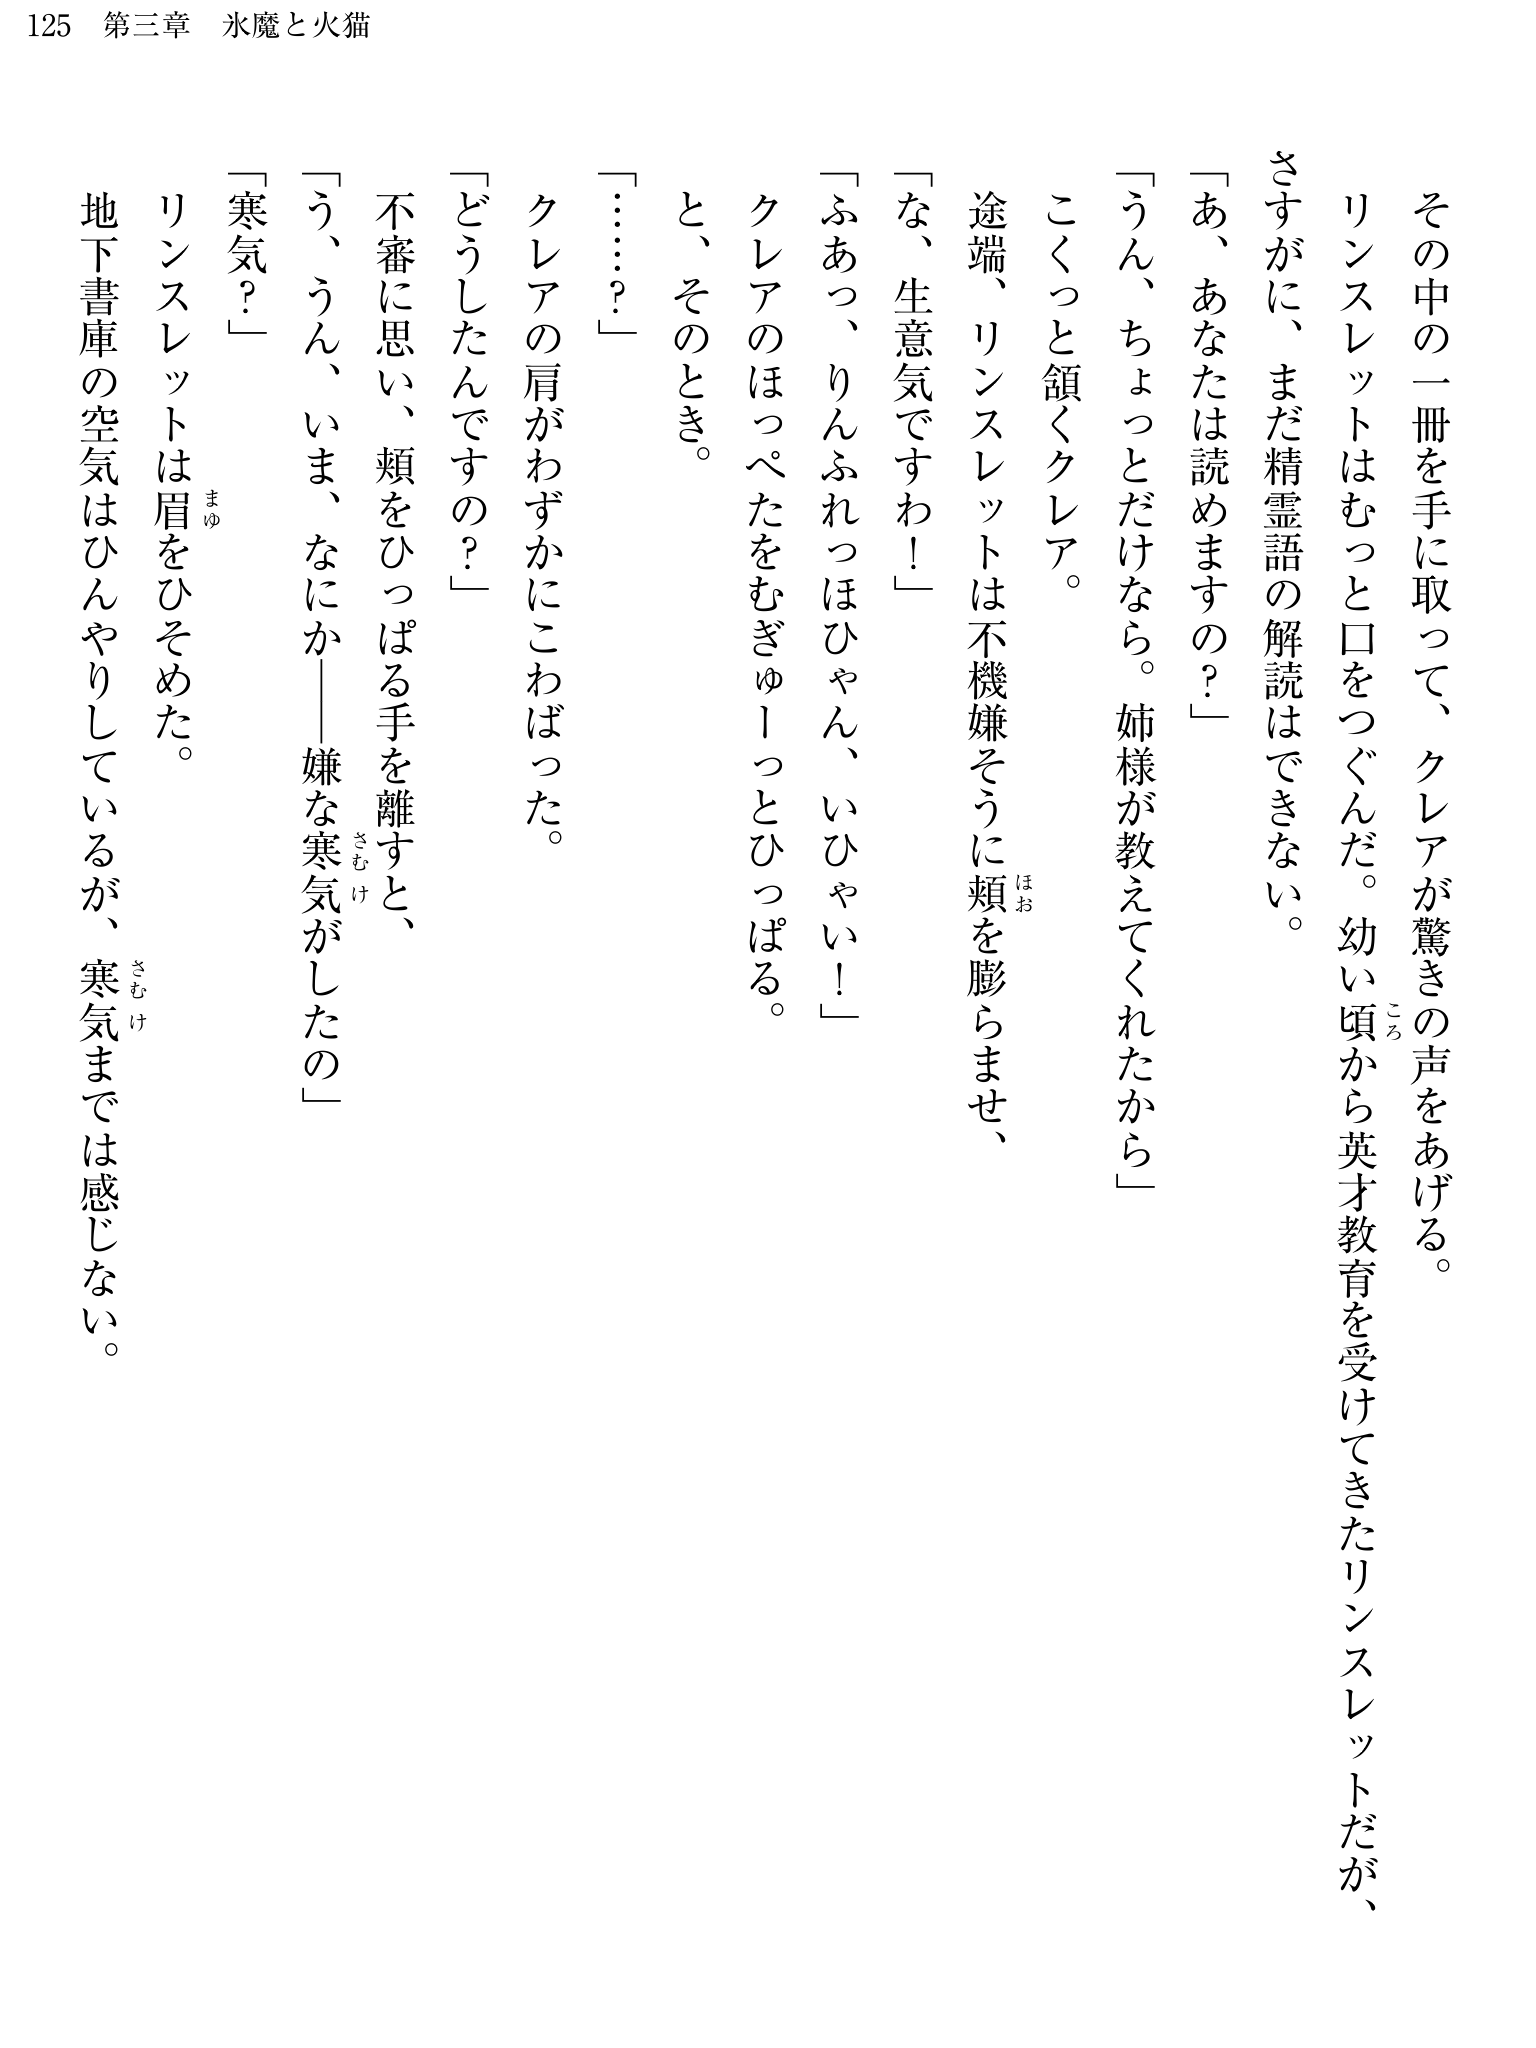 125 第三章 氷魔と火猫
その中の一冊を手に取って、クレアが驚きの声をあげる。
リンスレットはむっと口をつぐんだ。幼い頃から英才教育を受けてきたリンスレットだが、
さすがに、まだ精霊語の解読はできない。
「あ、あなたは読めますの?」
「うん、ちょっとだけなら。姉様が教えてくれたから」
こくっと頷くクレア。
途端、リンスレットは不機嫌そうに頬を膨らませ、
「な、生意気ですわ!」
「ふあっ、りんふれっほひゃん、いひゃい!」
クレアのほっぺたをむぎゅーっとひっぱる。
と、そのとき。
「……?」
クレアの肩がわずかにこわばった。
「どうしたんですの?」
不審に思い、頬をひっぱる手を離すと、
「う、うん、いま、なにか――嫌な寒気がしたの」
「寒気?」
リンスレットは眉をひそめた。
地下書庫の空気はひんやりしているが、寒気までは感じない。